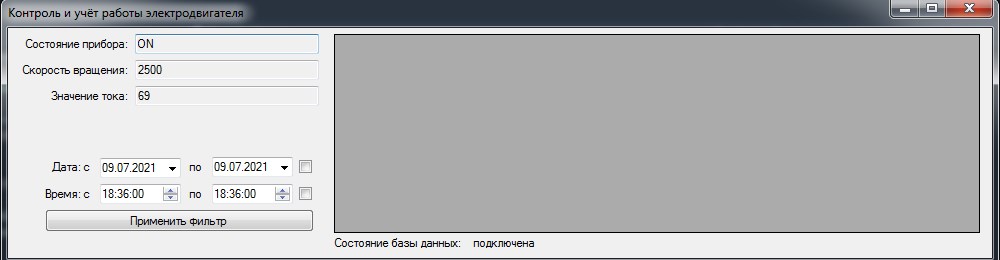 Контроль и учёт работы электродвигателя
Состояние прибора: ON
Скорость вращения: 2500
Значение тока: 69
Дата: с 09.07.2021 по 09.07.2021
Время: с 18:36:00 по 18:36:00
Применить фильтр
Состояние базы данных: подключена